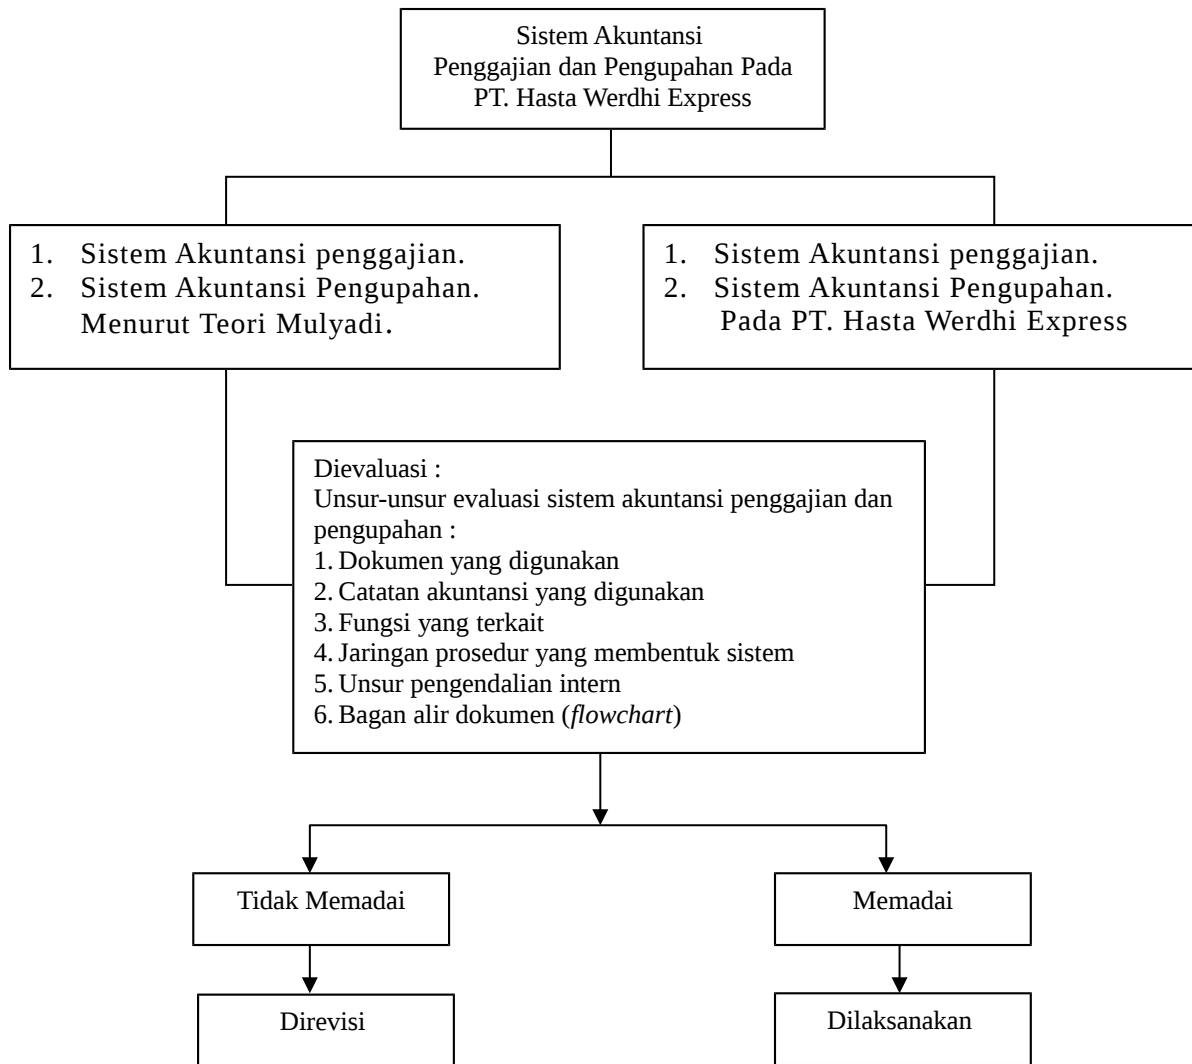 Sistem Akuntansi
Penggajian dan Pengupahan Pada
PT. Hasta Werdhi Express
1. Sistem Akuntansi penggajian.
2. Sistem Akuntansi Pengupahan.
Menurut Teori Mulyadi.
1. Sistem Akuntansi penggajian.
2. Sistem Akuntansi Pengupahan.
Pada PT. Hasta Werdhi Express
Dievaluasi :
Unsur-unsur evaluasi sistem akuntansi penggajian dan
pengupahan :
1. Dokumen yang digunakan
2. Catatan akuntansi yang digunakan
3. Fungsi yang terkait
4. Jaringan prosedur yang membentuk sistem
5. Unsur pengendalian intern
6. Bagan alir dokumen (flowchart)
Tidak Memadai
Memadai
Direvisi
Dilaksanakan